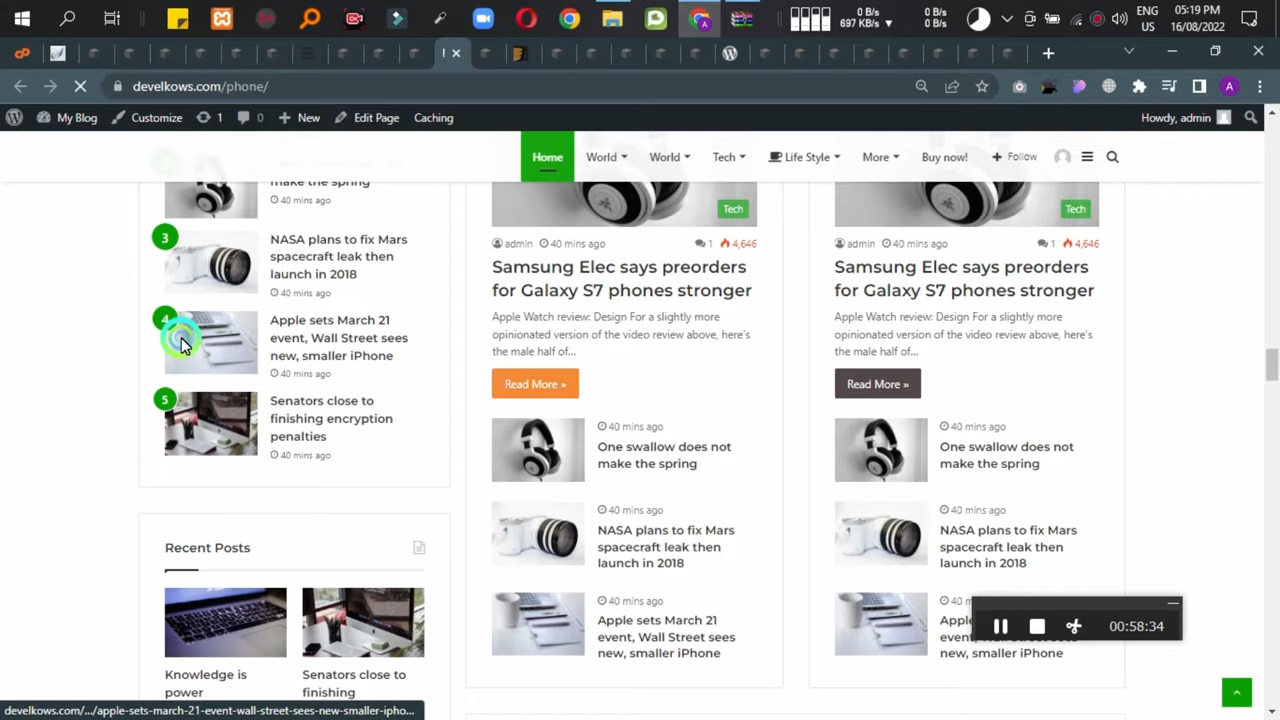 ENG
US
05:19 PM
16/08/2022
0 B/s
697 KB/s
0 B/s
0 B/s
develkows.com/phone/
My Blog
Customize
1
0
New
Edit Page
Caching
Howdy, admin
Home
World
World
Tech
Life Style
More
Buy now!
Follow
make the spring
40 mins ago
3
NASA plans to fix Mars
spacecraft leak then
launch in 2018
40 mins ago
4
Apple sets March 21
event, Wall Street sees
new, smaller iPhone
40 mins ago
5
Senators close to
finishing encryption
penalties
40 mins ago
Recent Posts
Knowledge is
power
Senators close to
finishing
Tech
admin 40 mins ago 1 4,646
Samsung Elec says preorders
for Galaxy S7 phones stronger
Apple Watch review: Design For a slightly more
opinionated version of the video review above, here's
the male half of...
Read More »
40 mins ago
One swallow does not
make the spring
40 mins ago
NASA plans to fix Mars
spacecraft leak then
launch in 2018
40 mins ago
Apple sets March 21
event, Wall Street sees
new, smaller iPhone
Tech
admin 40 mins ago 1 4,646
Samsung Elec says preorders
for Galaxy S7 phones stronger
Apple Watch review: Design For a slightly more
opinionated version of the video review above, here's
the male half of...
Read More »
40 mins ago
One swallow does not
make the spring
40 mins ago
NASA plans to fix Mars
spacecraft leak then
launch in 2018
40 m
Apple
event, Wall Street sees
new, smaller iPhone
00:58:34
develkows.com/.../apple-sets-march-21-event-wall-street-sees-new-smaller-ipho...